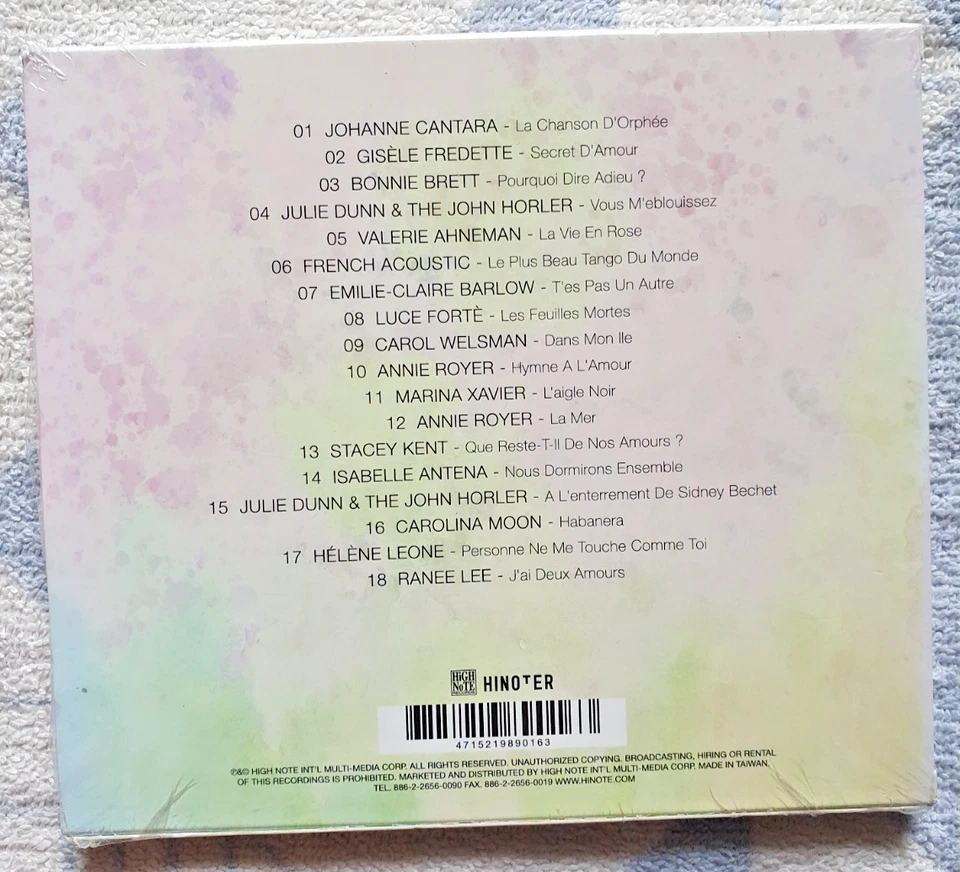 01 JOHANNE CANTARA - La Chanson D'Orphée
02 GISÈLE FREDETTE - Secret D'Amour
03 BONNIE BRETT - Pourquoi Dire Adieu ?
04 JULIE DUNN & THE JOHN HORLER - Vous M'eblouissez
05 VALERIE AHNEMAN - La Vie En Rose
06 FRENCH ACOUSTIC - Le Plus Beau Tango Du Monde
07 EMILIE-CLAIRE BARLOW - T'es Pas Un Autre
08 LUCE FORTÈ - Les Feuilles Mortes
09 CAROL WELSMAN - Dans Mon Ile
10 ANNIE ROYER - Hymne A L'Amour
11 MARINA XAVIER - L'aigle Noir
12 ANNIE ROYER - La Mer
13 STACEY KENT - Que Reste-T-Il De Nos Amours ?
14 ISABELLE ANTENA - Nous Dormirons Ensemble
15 JULIE DUNN & THE JOHN HORLER - A L'enterrement De Sidney Bechet
16 CAROLINA MOON - Habanera
17 HÉLÈNE LEONE - Personne Ne Me Touche Comme Toi
18 RANEE LEE - J'ai Deux Amours
HiGH NoTE HINOTER
4715219890163
℗&© HIGH NOTE INT'L MULTI-MEDIA CORP. ALL RIGHTS RESERVED. UNAUTHORIZED COPYING. BROADCASTING, HIRING OR RENTAL
OF THIS RECORDINGS IS PROHIBITED. MARKETED AND DISTRIBUTED BY HIGH NOTE INT'L MULTI-MEDIA CORP. MADE IN TAIWAN.
TEL. 886-2-2656-0090 FAX. 886-2-2656-0019 WWW.HINOTE.COM